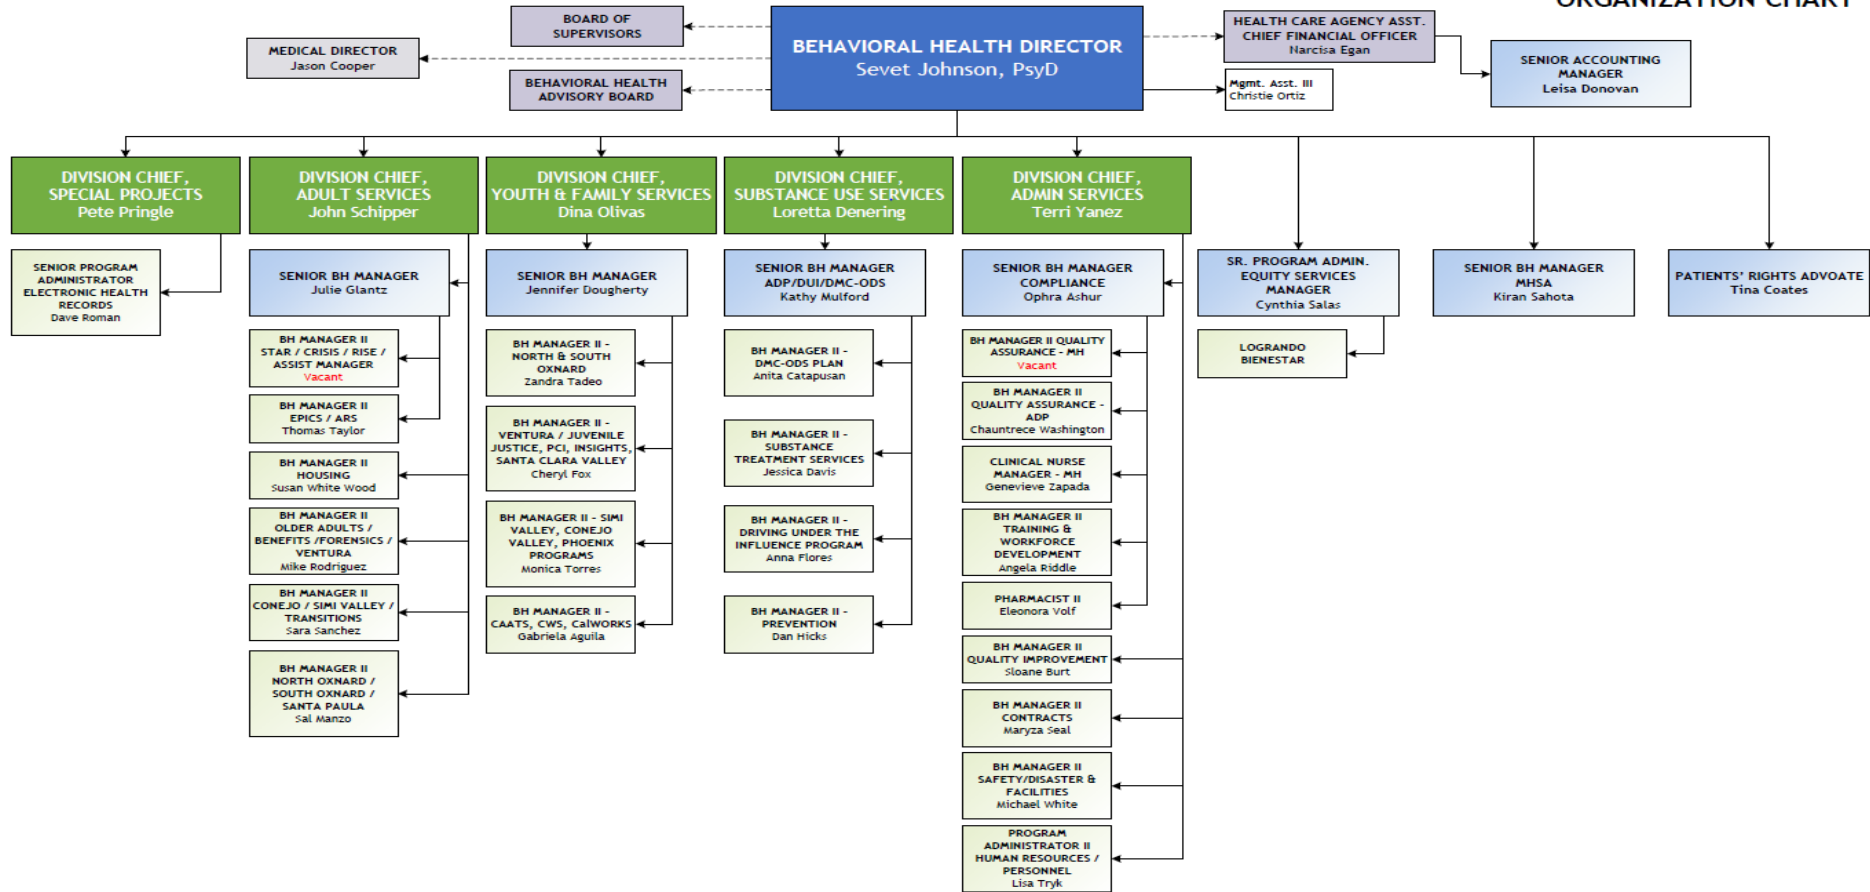 ORGANIZATION CHART
BOARD OF
SUPERVISORS
MEDICAL DIRECTOR
Jason Cooper
BEHAVIORAL HEALTH
ADVISORY BOARD
BEHAVIORAL HEALTH DIRECTOR
Sevet Johnson, PsyD
HEALTH CARE AGENCY ASST.
CHIEF FINANCIAL OFFICER
Narcisa Egan
Mgmt. Asst. III
Christie Ortiz
SENIOR ACCOUNTING
MANAGER
Leisa Donovan
DIVISION CHIEF,
SPECIAL PROJECTS
Pete Pringle
SENIOR PROGRAM
ADMINISTRATOR
ELECTRONIC HEALTH
RECORDS
Dave Roman
DIVISION CHIEF,
ADULT SERVICES
John Schipper
SENIOR BH MANAGER
Julie Glantz
BH MANAGER II
STAR / CRISIS / RISE /
ASSIST MANAGER
Vacant
BH MANAGER II
EPICS / ARS
Thomas Taylor
BH MANAGER II
HOUSING
Susan White Wood
BH MANAGER II
OLDER ADULTS /
BENEFITS /FORENSICS /
VENTURA
Mike Rodriguez
BH MANAGER II
CONEJO / SIMI VALLEY /
TRANSITIONS
Sara Sanchez
BH MANAGER II
NORTH OXNARD /
SOUTH OXNARD /
SANTA PAULA
Sal Manzo
DIVISION CHIEF,
YOUTH & FAMILY SERVICES
Dina Olivas
SENIOR BH MANAGER
Jennifer Dougherty
BH MANAGER II -
NORTH & SOUTH
OXNARD
Zandra Tadeo
BH MANAGER II -
VENTURA / JUVENILE
JUSTICE, PCI, INSIGHTS,
SANTA CLARA VALLEY
Cheryl Fox
BH MANAGER II - SIMI
VALLEY, CONEJO
VALLEY, PHOENIX
PROGRAMS
Monica Torres
BH MANAGER II -
CAATS, CWS, CalWORKS
Gabriela Aguila
DIVISION CHIEF,
SUBSTANCE USE SERVICES
Loretta Denering
SENIOR BH MANAGER
ADP/DUI/DMC-ODS
Kathy Mulford
BH MANAGER II -
DMC-ODS PLAN
Anita Catapusan
BH MANAGER II -
SUBSTANCE
TREATMENT SERVICES
Jessica Davis
BH MANAGER II -
DRIVING UNDER THE
INFLUENCE PROGRAM
Anna Flores
BH MANAGER II -
PREVENTION
Dan Hicks
DIVISION CHIEF,
ADMIN SERVICES
Terri Yanez
SENIOR BH MANAGER
COMPLIANCE
Ophra Ashur
BH MANAGER II QUALITY
ASSURANCE - MH
Vacant
BH MANAGER II
QUALITY ASSURANCE -
ADP
Chauntrece Washington
CLINICAL NURSE
MANAGER - MH
Genevieve Zapada
BH MANAGER II
TRAINING &
WORKFORCE
DEVELOPMENT
Angela Riddle
PHARMACIST II
Eleonora Volf
BH MANAGER II
QUALITY IMPROVEMENT
Sloane Burt
BH MANAGER II
CONTRACTS
Maryza Seal
BH MANAGER II
SAFETY/DISASTER &
FACILITIES
Michael White
PROGRAM
ADMINISTRATOR II
HUMAN RESOURCES /
PERSONNEL
Lisa Tryk
SR. PROGRAM ADMIN.
EQUITY SERVICES
MANAGER
Cynthia Salas
LOGRANDO
BIENESTAR
SENIOR BH MANAGER
MHSA
Kiran Sahota
PATIENTS' RIGHTS ADVOATE
Tina Coates